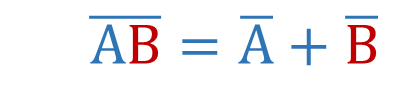 A̅B̅ = A̅ + B̅